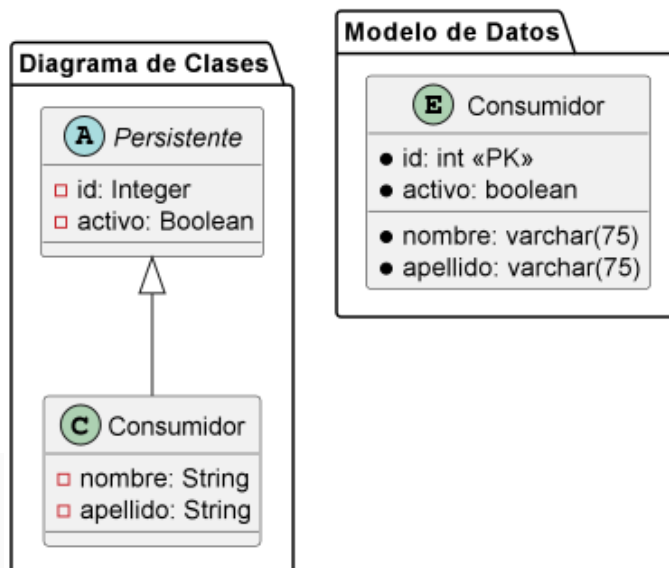 Diagrama de Clases
A Persistente
id: Integer
activo: Boolean
C Consumidor
nombre: String
apellido: String
Modelo de Datos
E Consumidor
id: int «PK»
activo: boolean
nombre: varchar(75)
apellido: varchar(75)